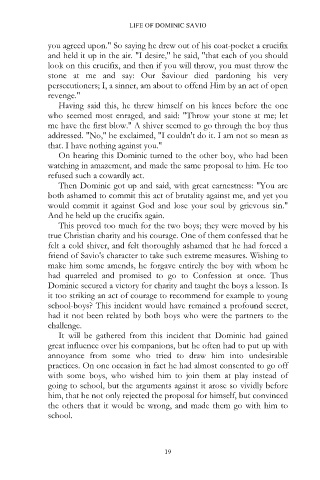 LIFE OF DOMINIC SAVIO
you agreed upon." So saying he drew out of his coat-pocket a crucifix
and held it up in the air. "I desire," he said, "that each of you should
look on this crucifix, and then if you will throw, you must throw the
stone at me and say: Our Saviour died pardoning his very
persecutioners; I, a sinner, am about to offend Him by an act of open
revenge."
Having said this, he threw himself on his knees before the one
who seemed most enraged, and said: "Throw your stone at me; let
me have the first blow." A shiver seemed to go through the boy thus
addressed. "No," he exclaimed, "I couldn't do it. I am not so mean as
that. I have nothing against you."
On hearing this Dominic turned to the other boy, who had been
watching in amazement, and made the same proposal to him. He too
refused such a cowardly act.
Then Dominic got up and said, with great earnestness: "You are
both ashamed to commit this act of brutality against me, and yet you
would commit it against God and lose your soul by grievous sin."
And he held up the crucifix again.
This proved too much for the two boys; they were moved by his
true Christian charity and his courage. One of them confessed that he
felt a cold shiver, and felt thoroughly ashamed that he had forced a
friend of Savio's character to take such extreme measures. Wishing to
make him some amends, he forgave entirely the boy with whom he
had quarreled and promised to go to Confession at once. Thus
Dominic secured a victory for charity and taught the boys a lesson. Is
it too striking an act of courage to recommend for example to young
school-boys? This incident would have remained a profound secret,
had it not been related by both boys who were the partners to the
challenge.
It will be gathered from this incident that Dominic had gained
great influence over his companions, but he often had to put up with
annoyance from some who tried to draw him into undesirable
practices. On one occasion in fact he had almost consented to go off
with some boys, who wished him to join them at play instead of
going to school, but the arguments against it arose so vividly before
him, that he not only rejected the proposal for himself, but convinced
the others that it would be wrong, and made them go with him to
school.
19